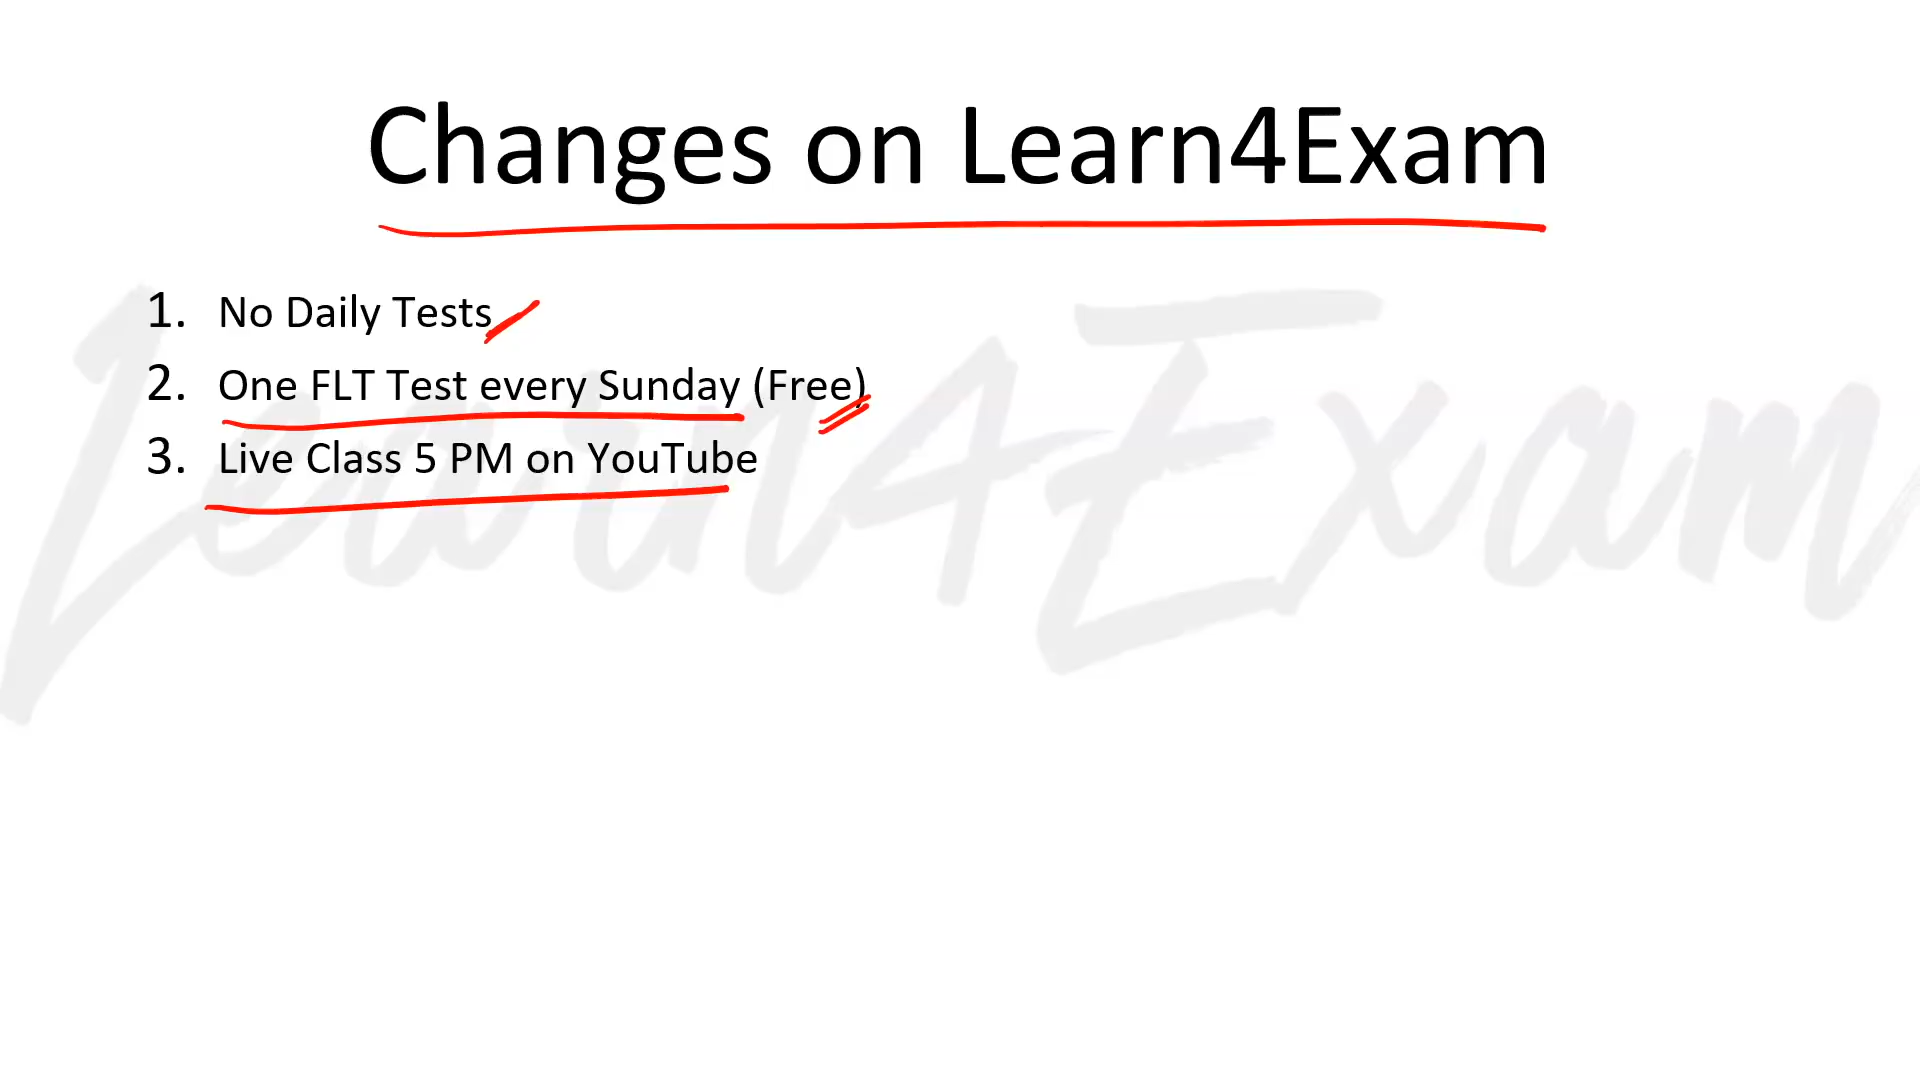 Changes on Learn4Exam
1. No Daily Tests
2. One FLT Test every Sunday (Free)
3. Live Class 5 PM on YouTube
Learn4Exam